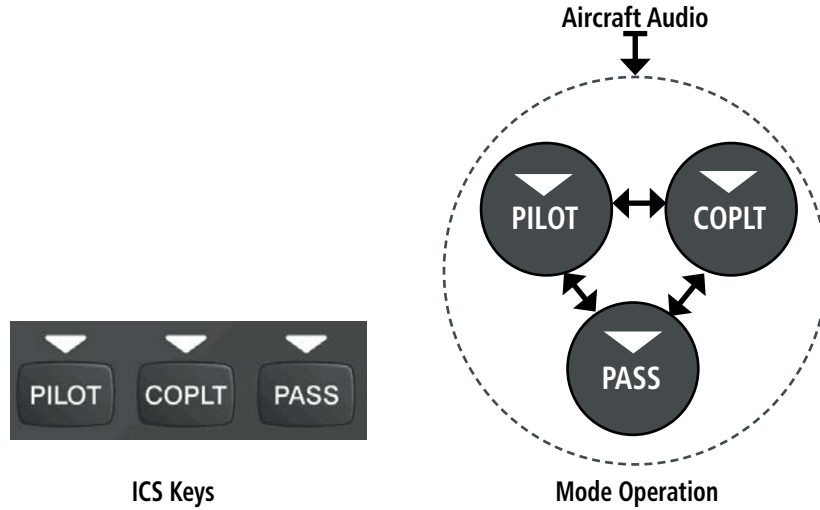 Aircraft Audio
PILOT
COPLT
PASS
PILOT COPLT PASS
ICS Keys
Mode Operation